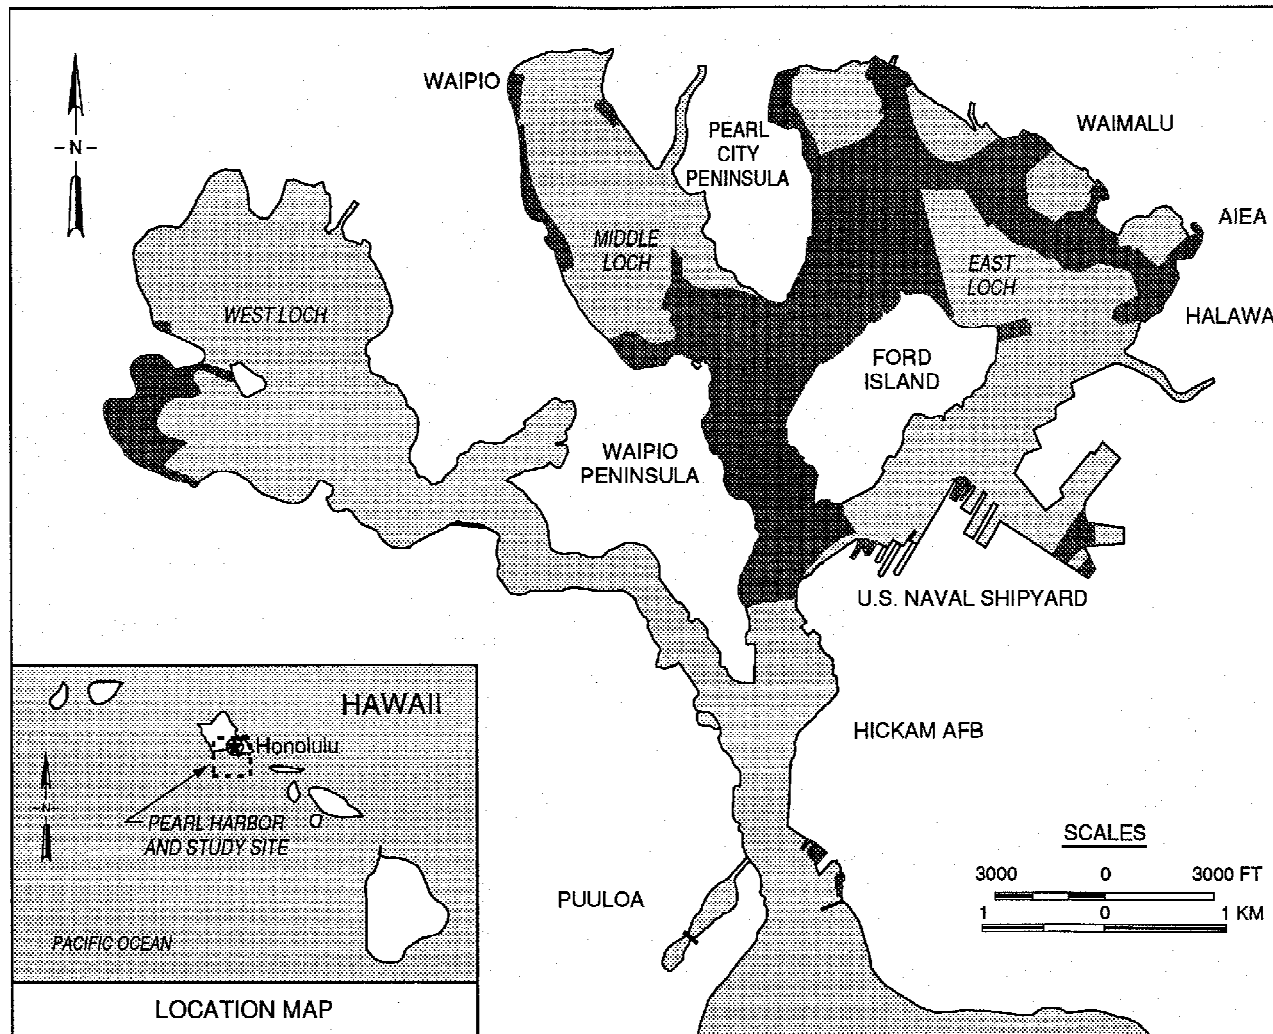 WAIPIO
-N-
PEARL
CITY
PENINSULA
WAIMALU
AIEA
MIDDLE
LOCH
EAST
LOCH
WEST LOCH
HALAWA
FORD
ISLAND
WAIPIO
PENINSULA
U.S. NAVAL SHIPYARD
HAWAII
HICKAM AFB
Honolulu
-N-
PEARL HARBOR
AND STUDY SITE
SCALES
3000 0 3000 FT
1 0 1 KM
PUULOA
PACIFIC OCEAN
LOCATION MAP